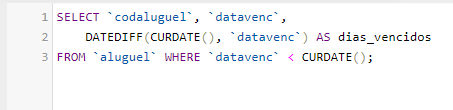 1 SELECT `codaluguel`, `datavenc`,
2 DATEDIFF(CURDATE(), `datavenc`) AS dias_vencidos
3 FROM `aluguel` WHERE `datavenc` < CURDATE();